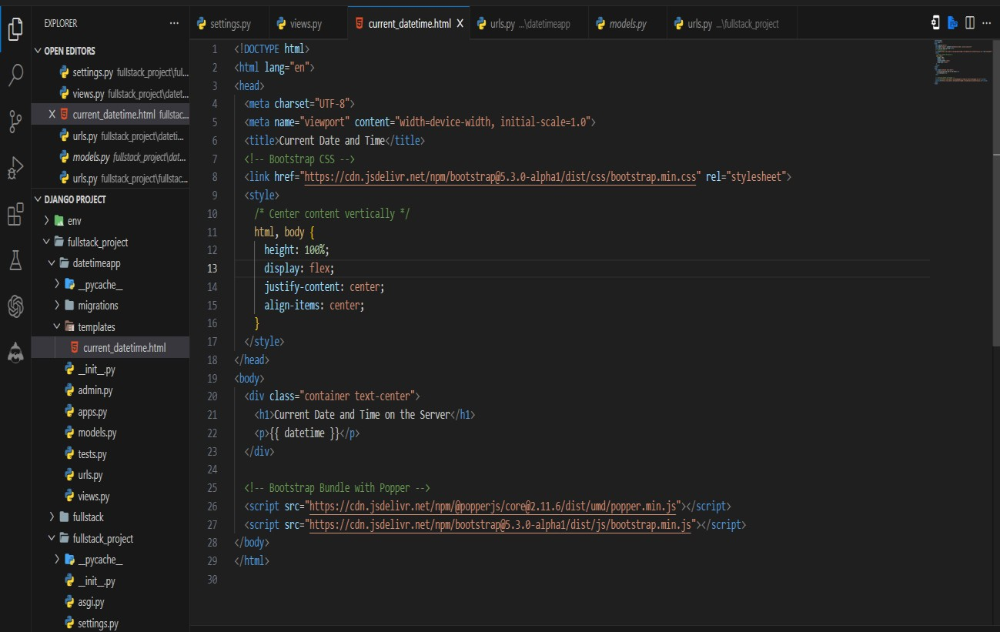 EXPLORER
OPEN EDITORS
settings.py fullstack_project\ful...
views.py fullstack_project\datet...
X current_datetime.html fullstac...
urls.py fullstack_project\dateti...
models.py fullstack_project\dat...
urls.py fullstack_project\fullstac...
DJANGO PROJECT
env
fullstack_project
datetimeapp
__pycache__
migrations
templates
current_datetime.html
__init__.py
admin.py
apps.py
models.py
tests.py
urls.py
views.py
fullstack
fullstack_project
__pycache__
__init__.py
asgi.py
settings.py
settings.py views.py current_datetime.html X urls.py ...\datetimeapp models.py urls.py ...\fullstack_project
1 <!DOCTYPE html>
2 <html lang="en">
3 <head>
4 <meta charset="UTF-8">
5 <meta name="viewport" content="width=device-width, initial-scale=1.0">
6 <title>Current Date and Time</title>
7 <!-- Bootstrap CSS -->
8 <link href="https://cdn.jsdelivr.net/npm/bootstrap@5.3.0-alpha1/dist/css/bootstrap.min.css" rel="stylesheet">
9 <style>
10 /* Center content vertically */
11 html, body {
12 height: 100%;
13 display: flex;
14 justify-content: center;
15 align-items: center;
16 }
17 </style>
18 </head>
19 <body>
20 <div class="container text-center">
21 <h1>Current Date and Time on the Server</h1>
22 <p>{{ datetime }}</p>
23 </div>
24
25 <!-- Bootstrap Bundle with Popper -->
26 <script src="https://cdn.jsdelivr.net/npm/@popperjs/core@2.11.6/dist/umd/popper.min.js"></script>
27 <script src="https://cdn.jsdelivr.net/npm/bootstrap@5.3.0-alpha1/dist/js/bootstrap.min.js"></script>
28 </body>
29 </html>
30